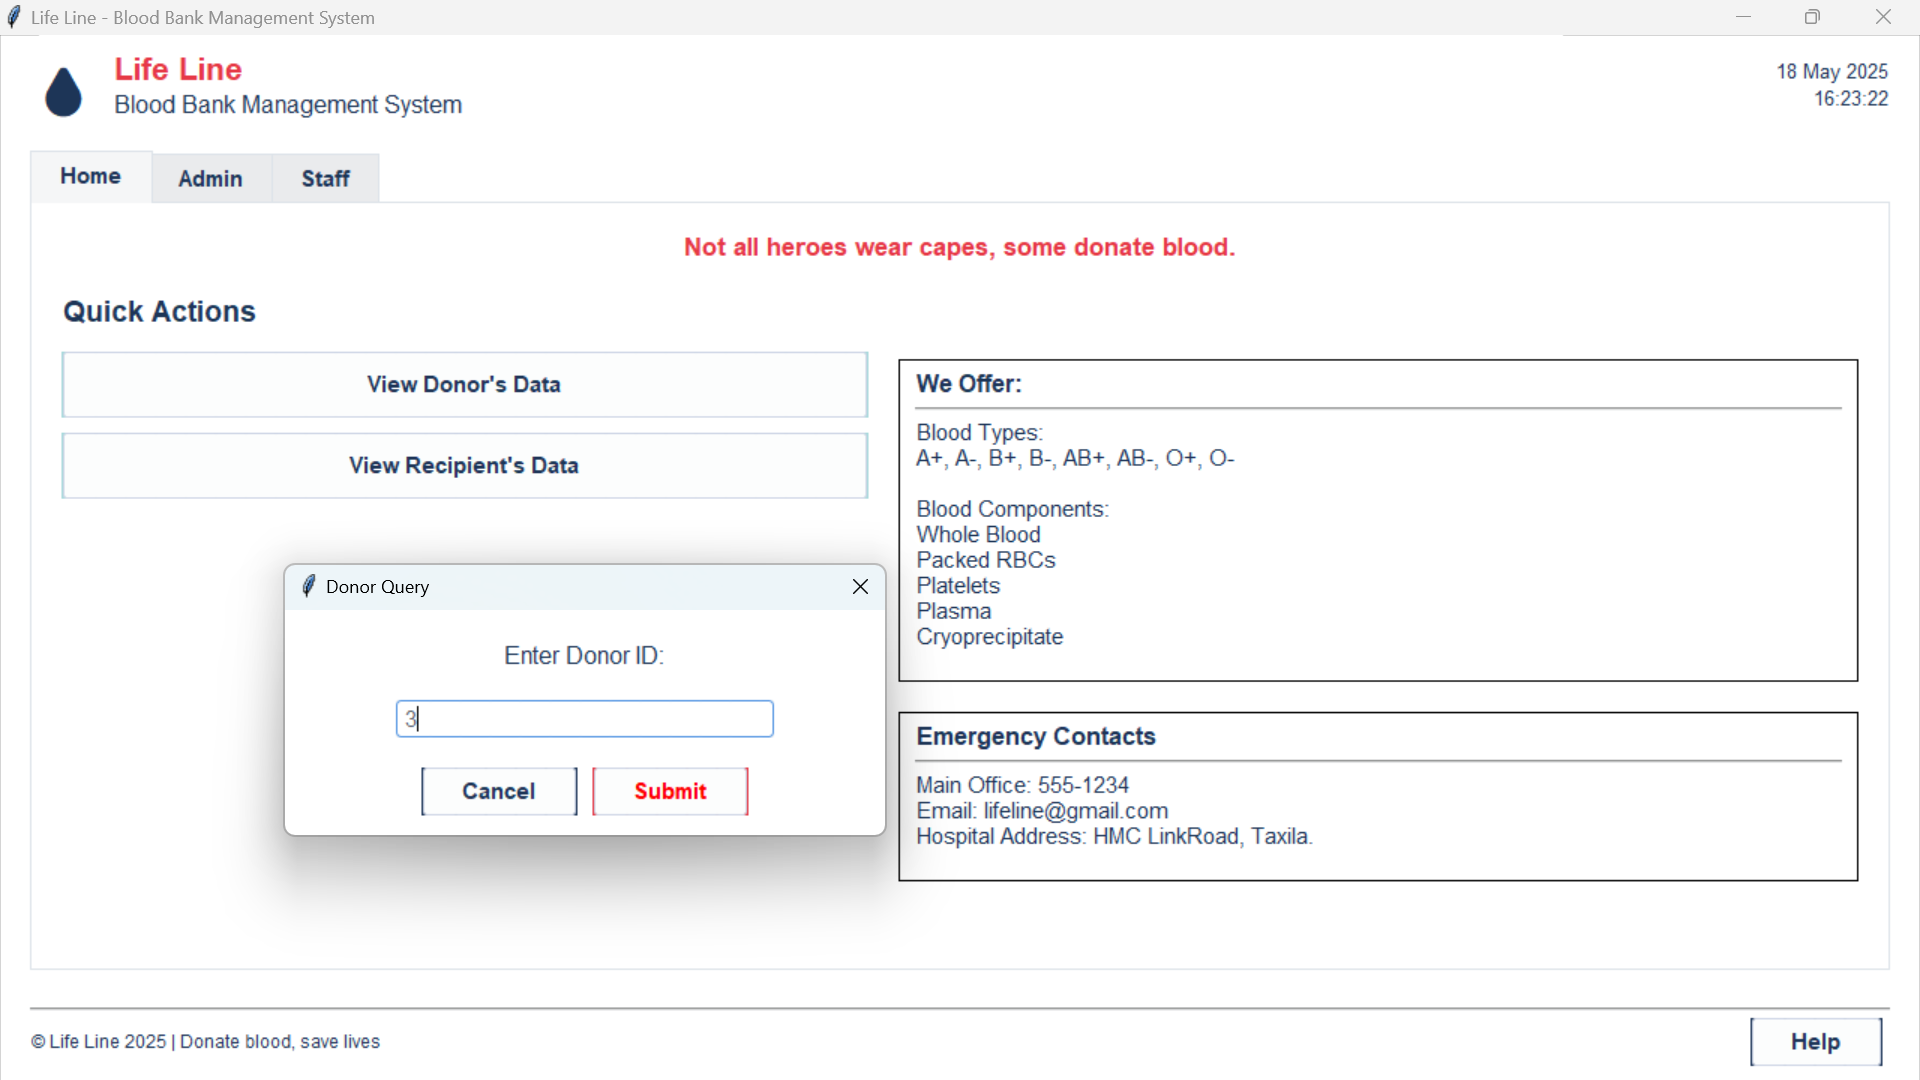 Life Line - Blood Bank Management System
Life Line
Blood Bank Management System
18 May 2025
16:23:22
Home
Admin
Staff
Not all heroes wear capes, some donate blood.
Quick Actions
View Donor's Data
View Recipient's Data
We Offer:
Blood Types:
A+, A-, B+, B-, AB+, AB-, O+, O-
Blood Components:
Whole Blood
Packed RBCs
Platelets
Plasma
Cryoprecipitate
Donor Query
Enter Donor ID:
3
Cancel
Submit
Emergency Contacts
Main Office: 555-1234
Email: lifeline@gmail.com
Hospital Address: HMC LinkRoad, Taxila.
© Life Line 2025 | Donate blood, save lives
Help